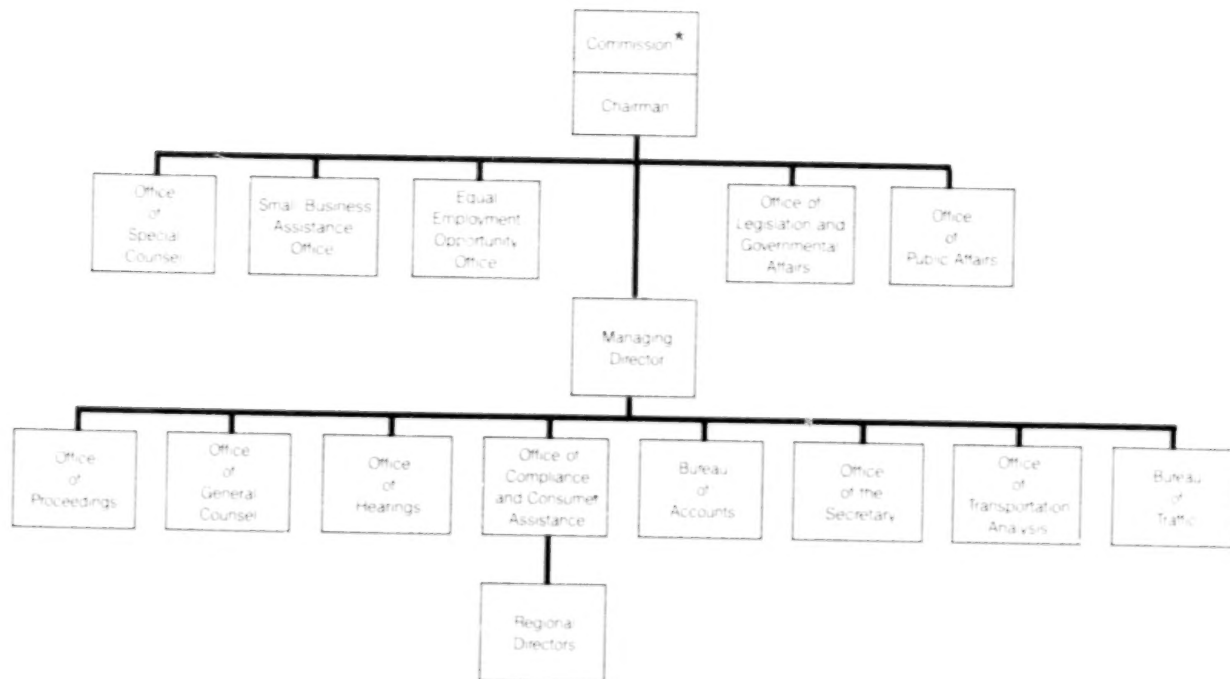 Commission*
Chairman
Office
of
Special
Counsel
Small Business
Assistance
Office
Equal
Employment
Opportunity
Office
Office of
Legislation and
Governmental
Affairs
Office
of
Public Affairs
Managing
Director
Office
of
Proceedings
Office
of
General
Counsel
Office
of
Hearings
Office of
Compliance
and Consumer
Assistance
Bureau
of
Accounts
Office
of the
Secretary
Office
of
Transportation
Analysis
Bureau
of
Traffic
Regional
Directors